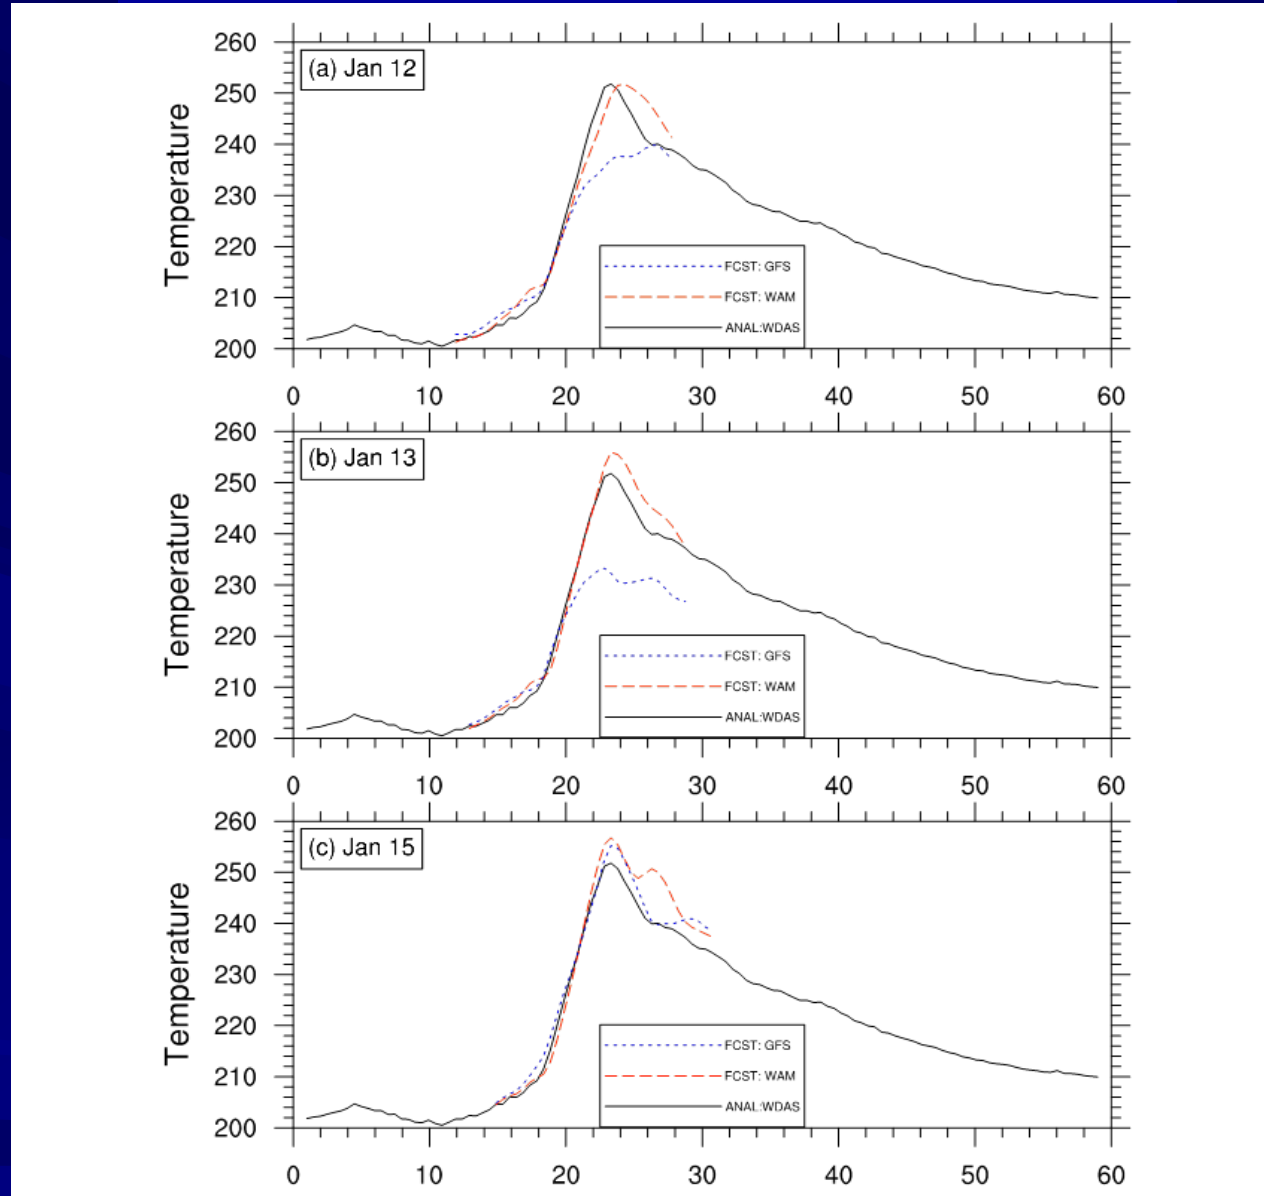 260
(a) Jan 12
250
240
230
220
210
200
Temperature
FCST: GFS
FCST: WAM
ANAL:WDAS
0 10 20 30 40 50 60
260
(b) Jan 13
250
240
230
220
210
200
Temperature
FCST: GFS
FCST: WAM
ANAL:WDAS
0 10 20 30 40 50 60
260
(c) Jan 15
250
240
230
220
210
200
Temperature
FCST: GFS
FCST: WAM
ANAL:WDAS
0 10 20 30 40 50 60